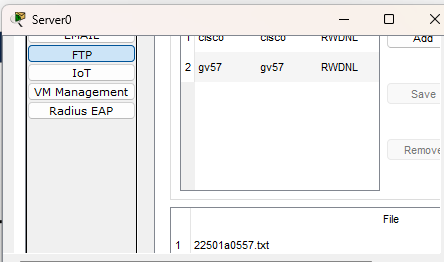 Server0
EMAIL
FTP
IoT
VM Management
Radius EAP
1 cisco cisco RWDNL
2 gv57 gv57 RWDNL
Add
Save
Remove
File
1 22501a0557.txt